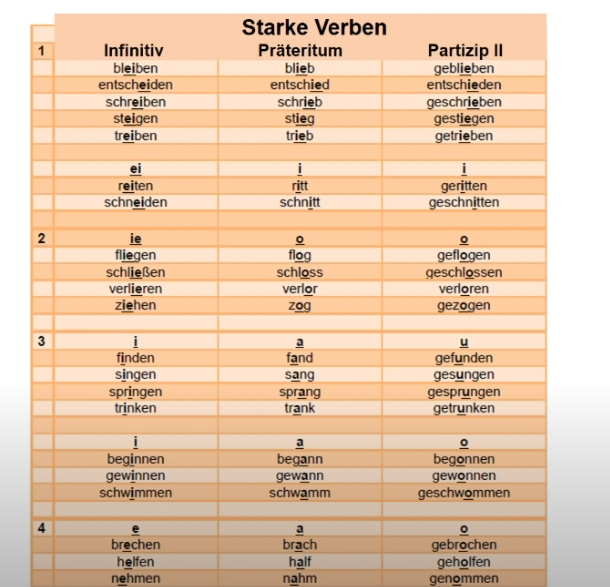 Starke Verben
1 Infinitiv Präteritum Partizip II
bleiben blieb geblieben
entscheiden entschied entschieden
schreiben schrieb geschrieben
steigen stieg gestiegen
treiben trieb getrieben
ei i i
reiten ritt geritten
schneiden schnitt geschnitten
2 ie o o
fliegen flog geflogen
schließen schloss geschlossen
verlieren verlor verloren
ziehen zog gezogen
3 i a u
finden fand gefunden
singen sang gesungen
springen sprang gesprungen
trinken trank getrunken
i a o
beginnen begann begonnen
gewinnen gewann gewonnen
schwimmen schwamm geschwommen
4 e a o
brechen brach gebrochen
helfen half geholfen
nehmen nahm genommen